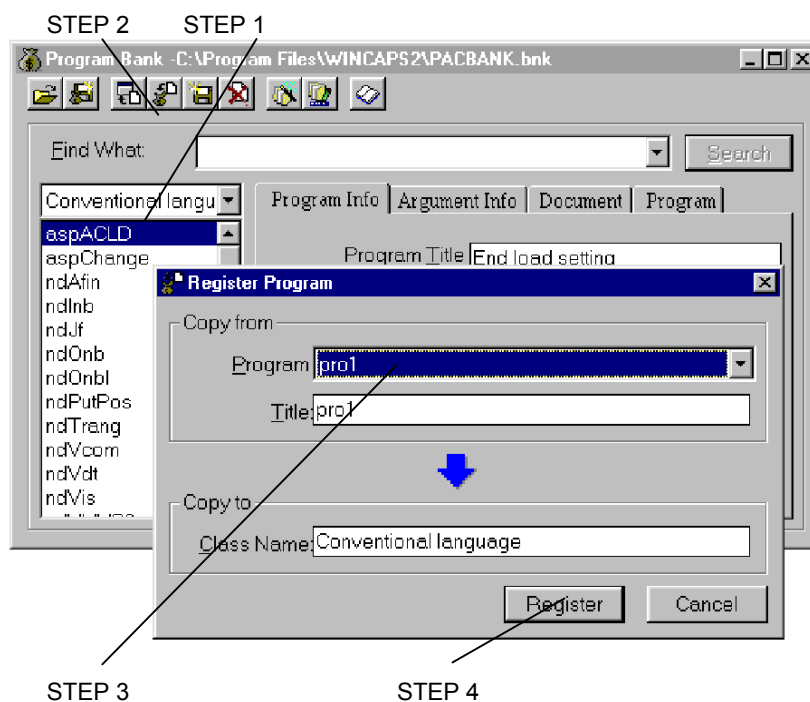 STEP 2 STEP 1
Program Bank -C:\Program Files\WINCAPS2\PACBANK.bnk
Find What:
Search
Conventional langu
Program Info Argument Info Document Program
aspACLD
aspChange
ndAfin
ndInb
ndJf
ndOnb
ndOnbl
ndPutPos
ndTrang
ndVcom
ndVdt
ndVis
Program Title End load setting
Register Program
Copy from
Program pro1
Title: pro1
Copy to
Class Name: Conventional language
Register Cancel
STEP 3 STEP 4